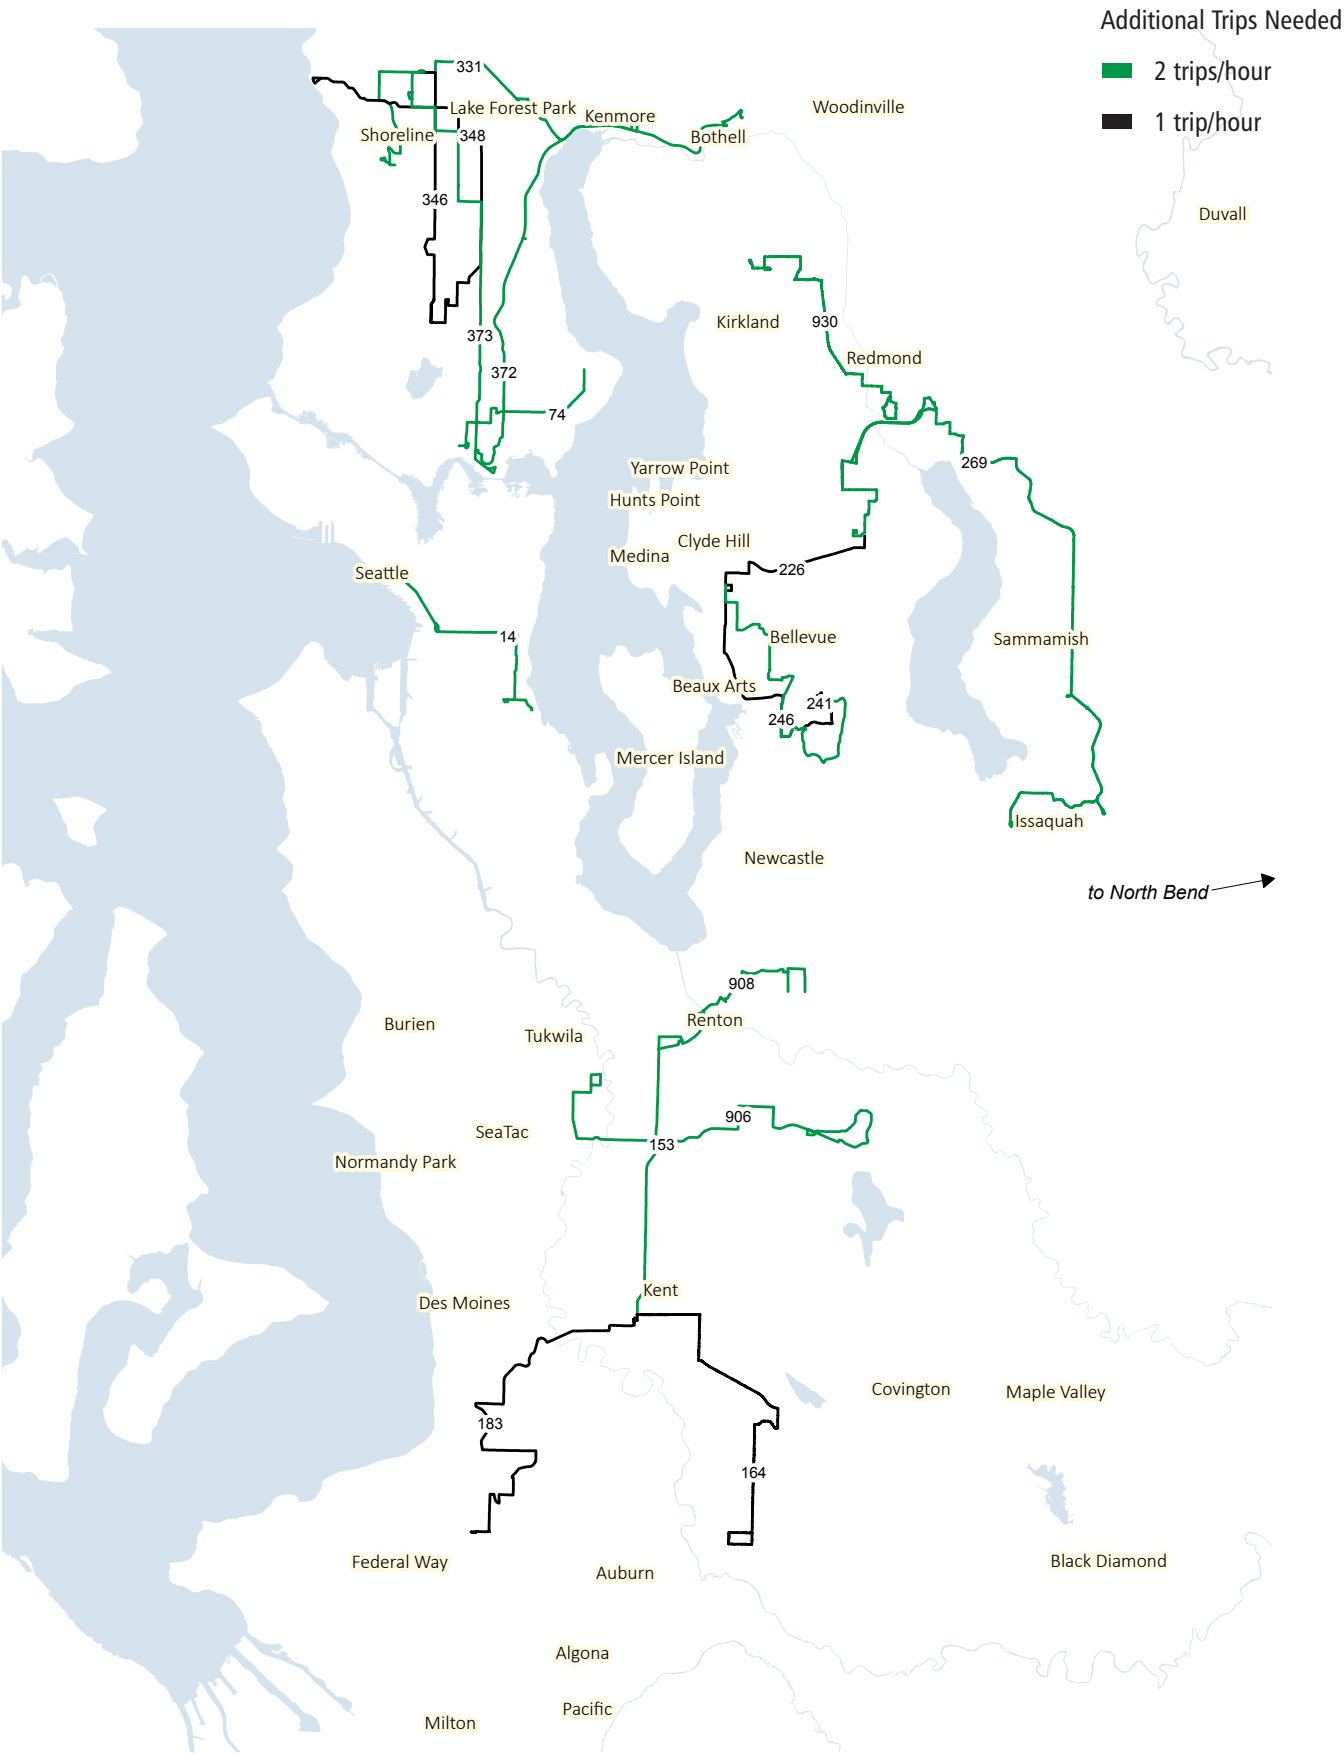 Additional Trips Needed
2 trips/hour
1 trip/hour
331
Lake Forest Park
Kenmore
Woodinville
Shoreline
348
Bothell
346
Duvall
373
Kirkland
930
Redmond
372
74
269
Yarrow Point
Hunts Point
Clyde Hill
Medina
226
Seattle
14
Bellevue
Sammamish
Beaux Arts
241
246
Mercer Island
Issaquah
Newcastle
to North Bend
908
Renton
Burien
Tukwila
906
SeaTac
153
Normandy Park
Kent
Des Moines
Covington
Maple Valley
183
164
Federal Way
Auburn
Black Diamond
Algona
Pacific
Milton